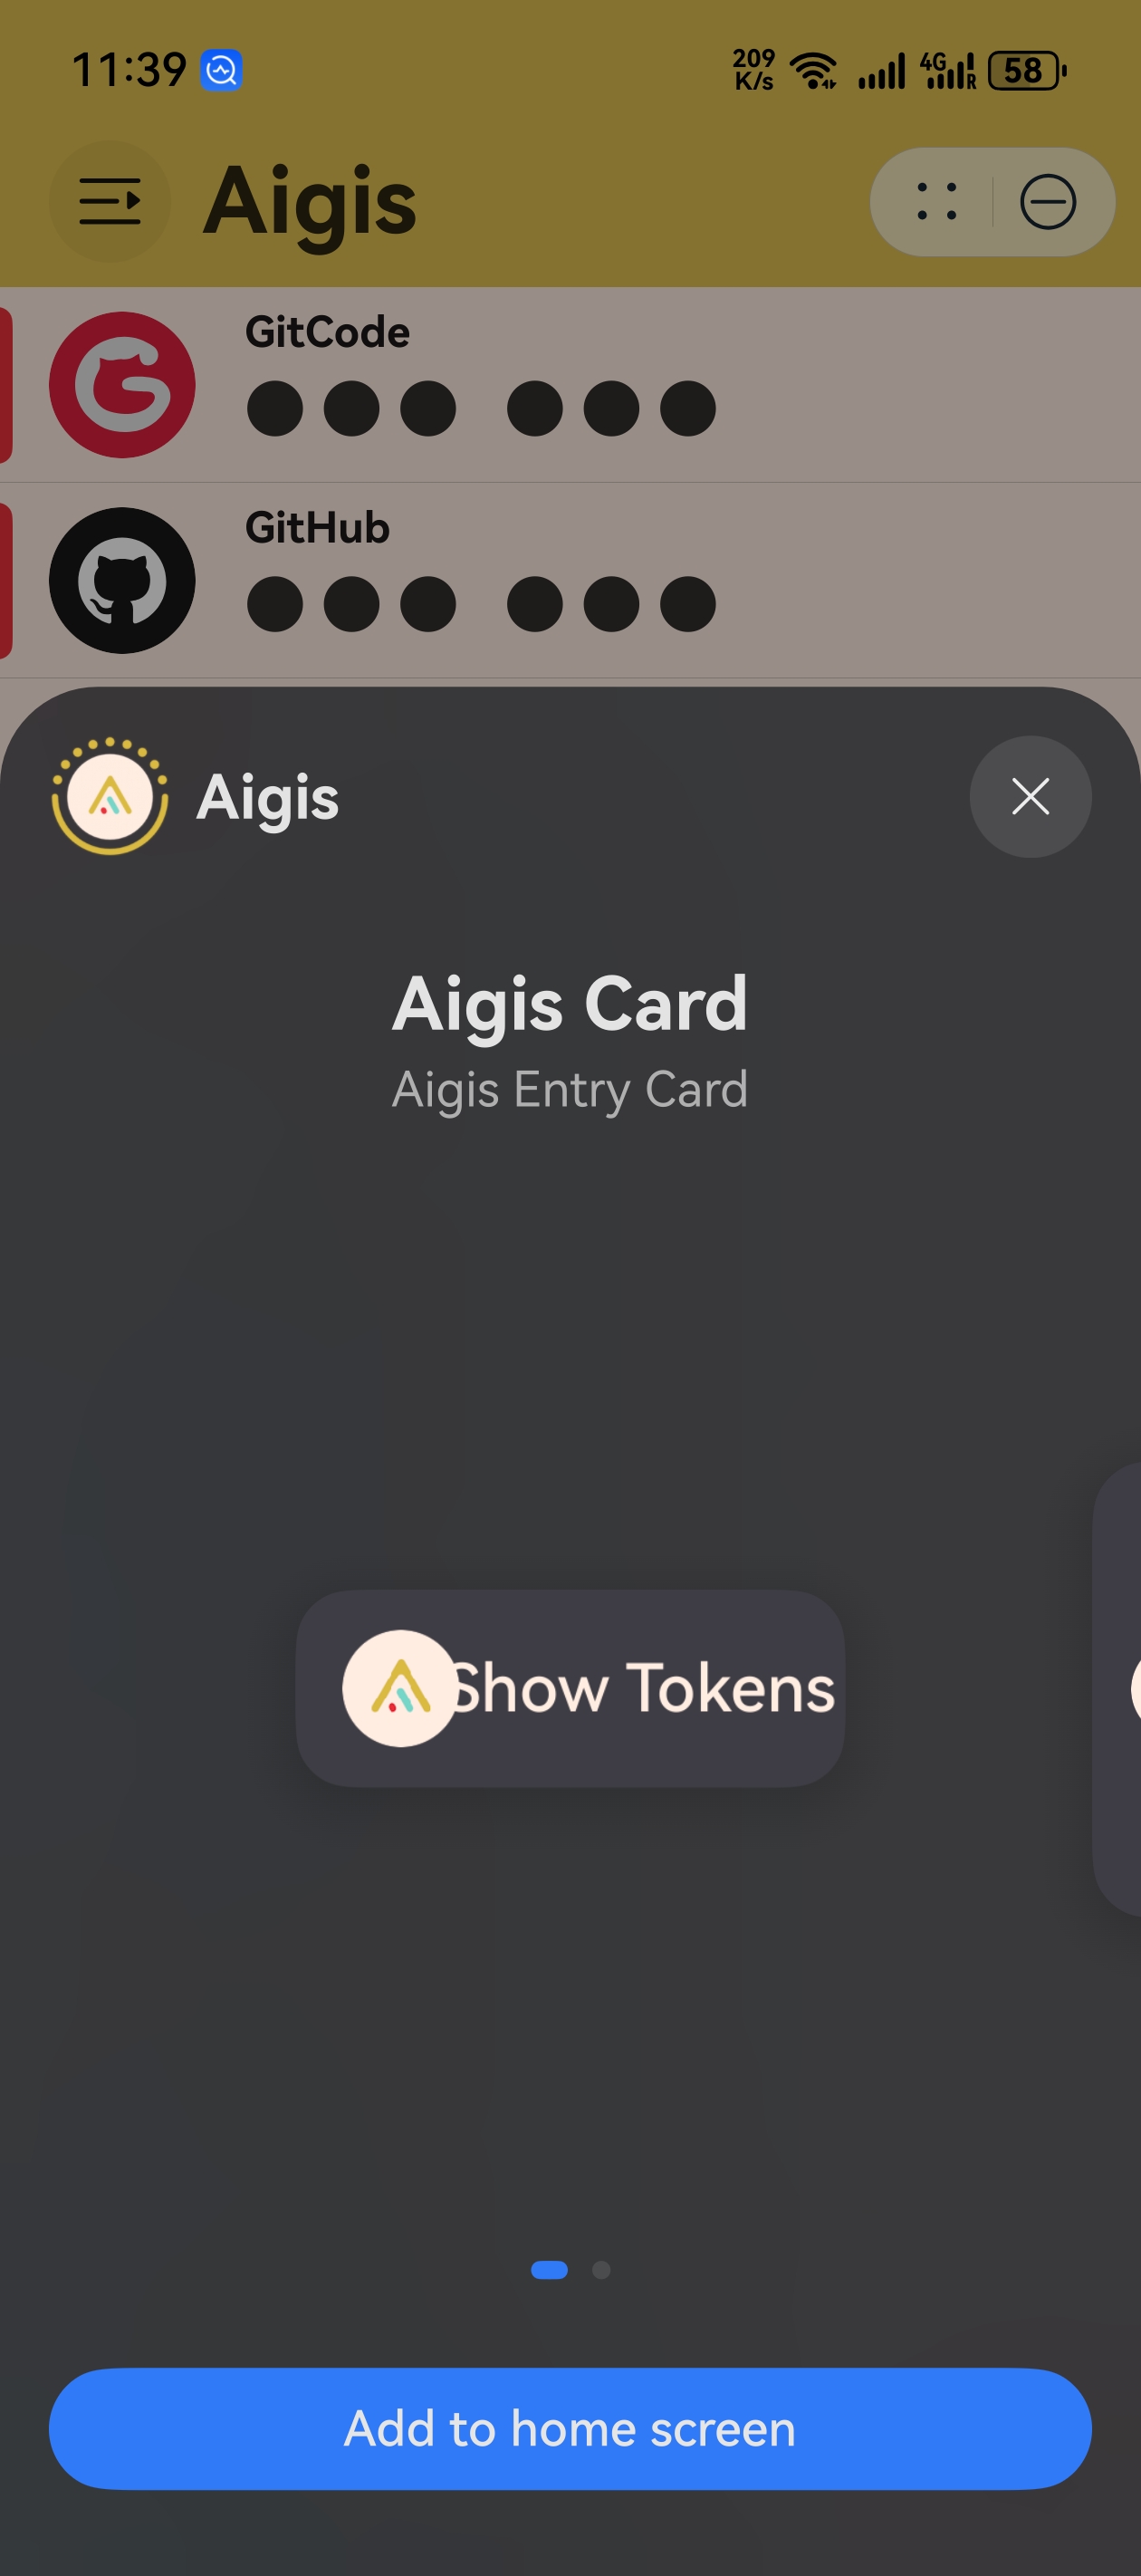 11:39
209
K/s
4G
R
58
Aigis
GitCode
GitHub
Aigis
Aigis Card
Aigis Entry Card
Show Tokens
Add to home screen